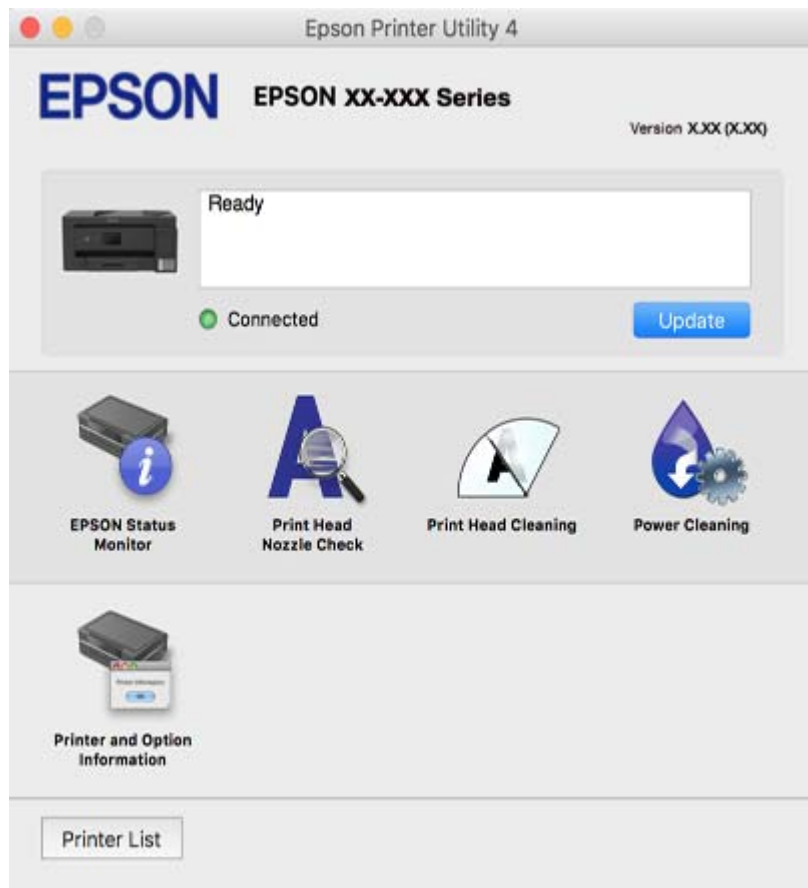 Epson Printer Utility 4
EPSON
EPSON XX-XXX Series
Version X.XX (X.XX)
Ready
Connected
Update
EPSON Status
Monitor
Print Head
Nozzle Check
Print Head Cleaning
Power Cleaning
Printer and Option
Information
Printer List